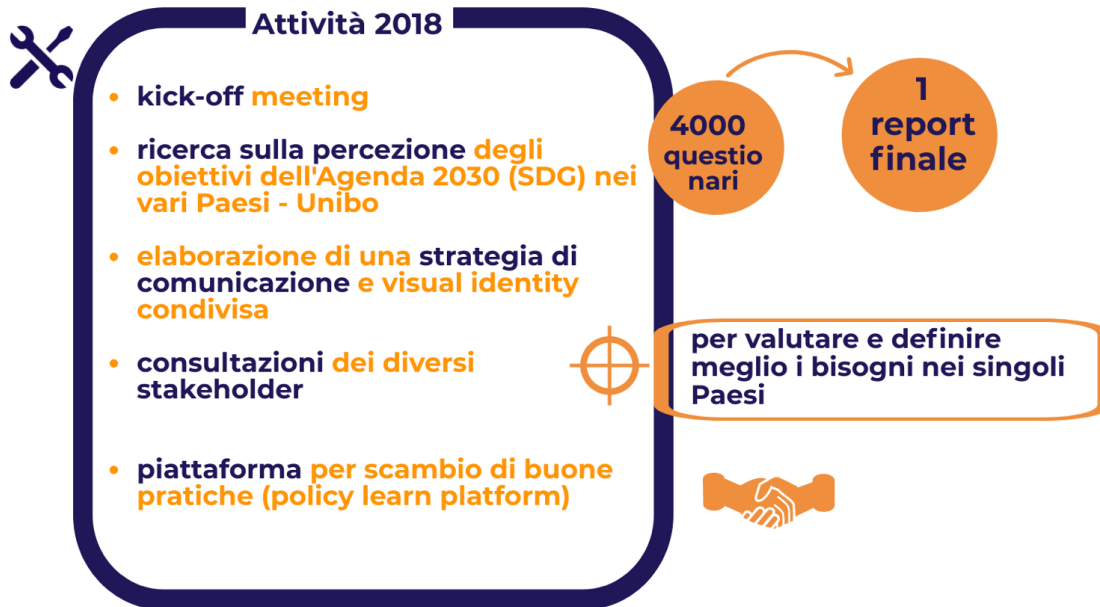 Attività 2018
• kick-off meeting
• ricerca sulla percezione degli
obiettivi dell'Agenda 2030 (SDG) nei
vari Paesi - Unibo
• elaborazione di una strategia di
comunicazione e visual identity
condivisa
• consultazioni dei diversi
stakeholder
• piattaforma per scambio di buone
pratiche (policy learn platform)
4000
questio
nari
1
report
finale
per valutare e definire
meglio i bisogni nei singoli
Paesi